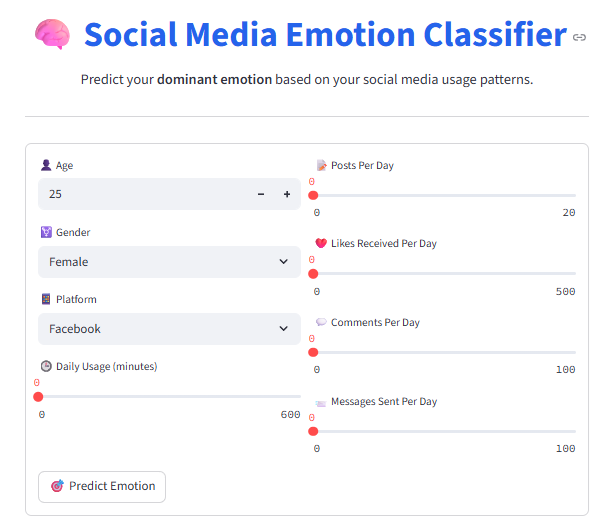 Social Media Emotion Classifier
Predict your dominant emotion based on your social media usage patterns.
Age
25
Gender
Female
Platform
Facebook
Daily Usage (minutes)
0
0 600
Posts Per Day
0
0 20
Likes Received Per Day
0
0 500
Comments Per Day
0
0 100
Messages Sent Per Day
0
0 100
Predict Emotion